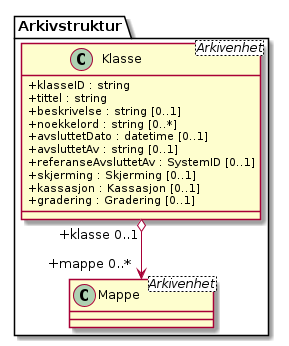 Arkivstruktur
Arkivenhet
C Klasse
+klasseID : string
+tittel : string
+beskrivelse : string [0..1]
+noekkelord : string [0..*]
+avsluttetDato : datetime [0..1]
+avsluttetAv : string [0..1]
+referanseAvsluttetAv : SystemID [0..1]
+skjerming : Skjerming [0..1]
+kassasjon : Kassasjon [0..1]
+gradering : Gradering [0..1]
+klasse 0..1
+mappe 0..*
Arkivenhet
C Mappe